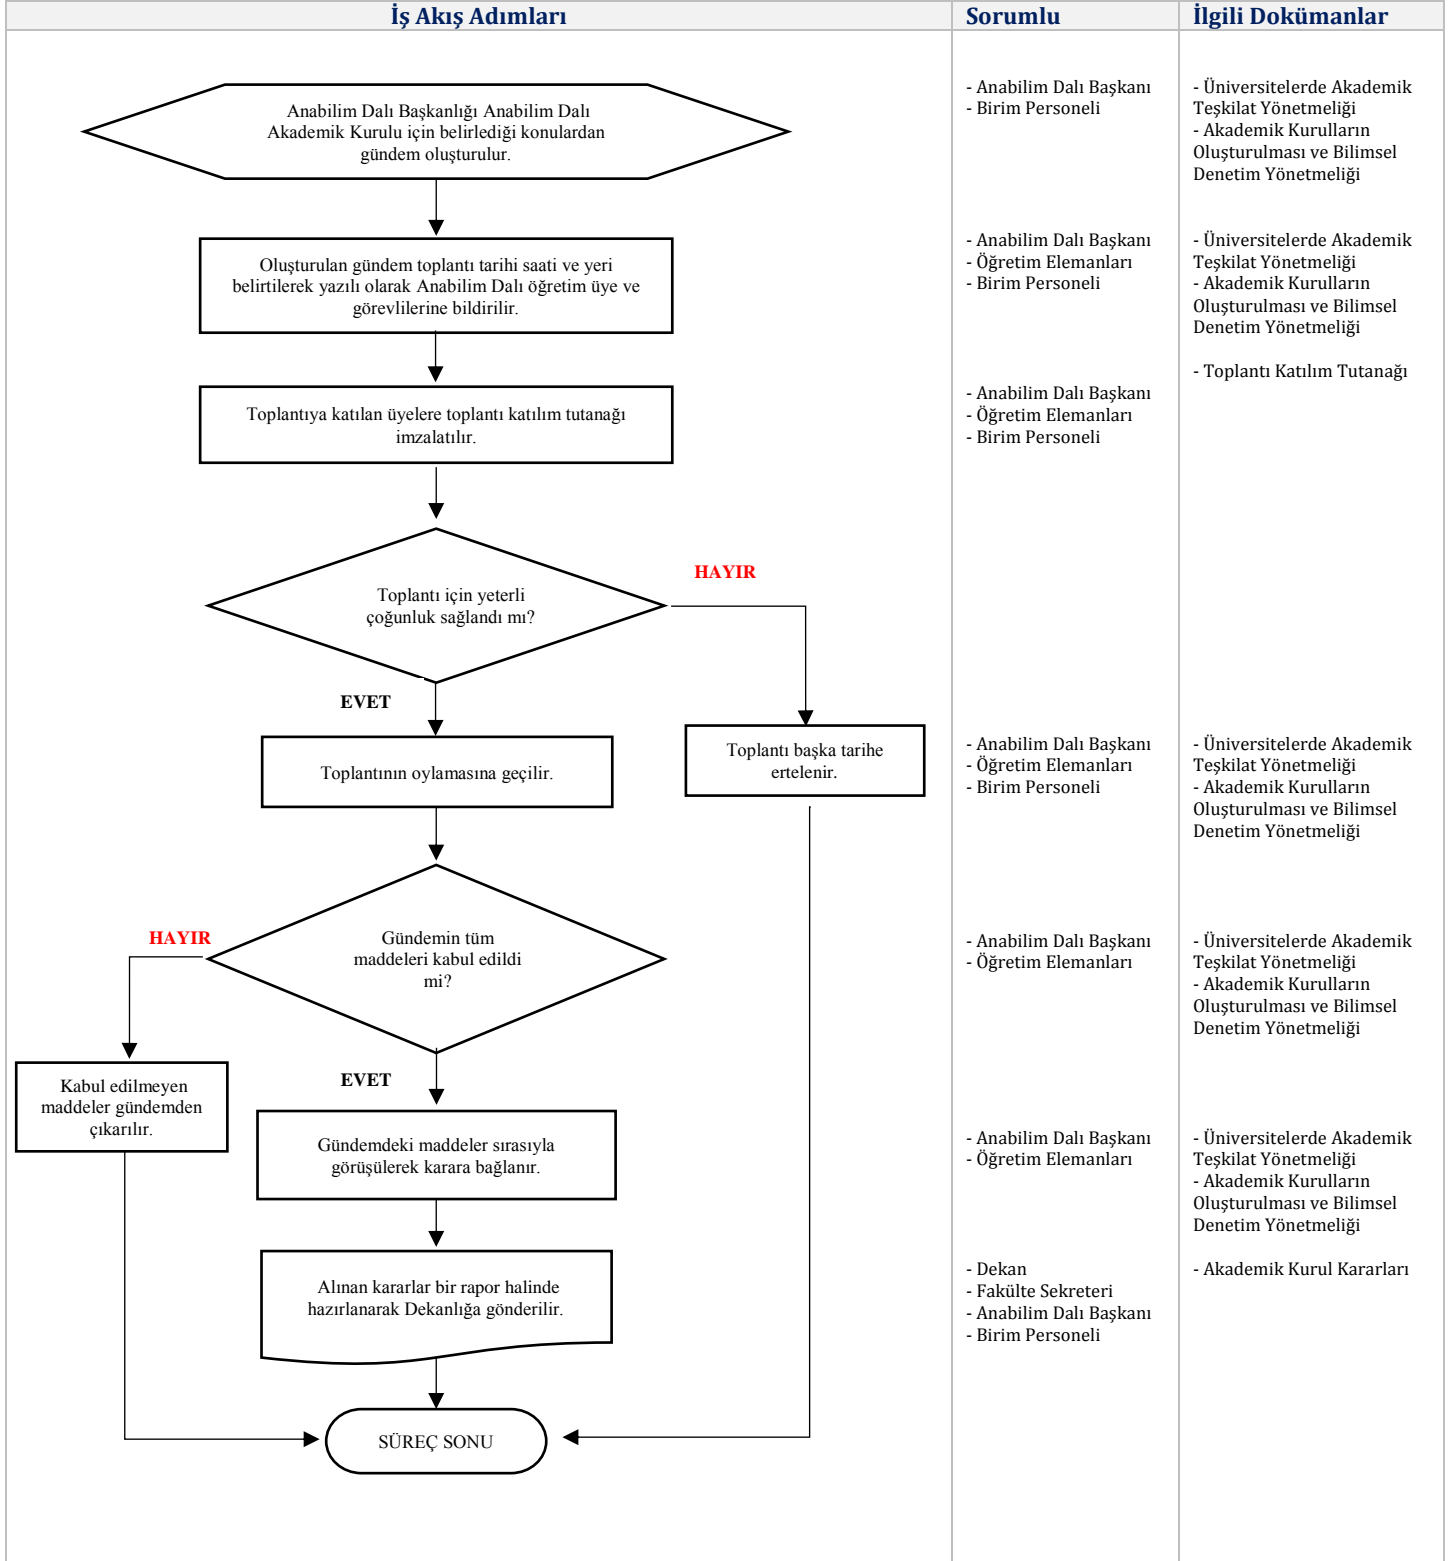 İş Akış Adımları
Sorumlu
İlgili Dokümanlar
Anabilim Dalı Başkanlığı Anabilim Dalı
Akademik Kurulu için belirlediği konulardan
gündem oluşturulur.
- Anabilim Dalı Başkanı
- Birim Personeli
- Üniversitelerde Akademik
Teşkilat Yönetmeliği
- Akademik Kurulların
Oluşturulması ve Bilimsel
Denetim Yönetmeliği
Oluşturulan gündem toplantı tarihi saati ve yeri
belirtilerek yazılı olarak Anabilim Dalı öğretim üye ve
görevlilerine bildirilir.
- Anabilim Dalı Başkanı
- Öğretim Elemanları
- Birim Personeli
- Üniversitelerde Akademik
Teşkilat Yönetmeliği
- Akademik Kurulların
Oluşturulması ve Bilimsel
Denetim Yönetmeliği
Toplantıya katılan üyelere toplantı katılım tutanağı
imzalatılır.
- Anabilim Dalı Başkanı
- Öğretim Elemanları
- Birim Personeli
- Toplantı Katılım Tutanağı
Toplantı için yeterli
çoğunluk sağlandı mı?
HAYIR
EVET
Toplantının oylamasına geçilir.
Toplantı başka tarihe
ertelenir.
- Anabilim Dalı Başkanı
- Öğretim Elemanları
- Birim Personeli
- Üniversitelerde Akademik
Teşkilat Yönetmeliği
- Akademik Kurulların
Oluşturulması ve Bilimsel
Denetim Yönetmeliği
Gündemin tüm
maddeleri kabul edildi
mi?
HAYIR
- Anabilim Dalı Başkanı
- Öğretim Elemanları
- Üniversitelerde Akademik
Teşkilat Yönetmeliği
- Akademik Kurulların
Oluşturulması ve Bilimsel
Denetim Yönetmeliği
Kabul edilmeyen
maddeler gündemden
çıkarılır.
EVET
Gündemdeki maddeler sırasıyla
görüşülerek karara bağlanır.
- Anabilim Dalı Başkanı
- Öğretim Elemanları
- Üniversitelerde Akademik
Teşkilat Yönetmeliği
- Akademik Kurulların
Oluşturulması ve Bilimsel
Denetim Yönetmeliği
Alınan kararlar bir rapor halinde
hazırlanarak Dekanlığa gönderilir.
- Dekan
- Fakülte Sekreteri
- Anabilim Dalı Başkanı
- Birim Personeli
- Akademik Kurul Kararları
SÜREÇ SONU